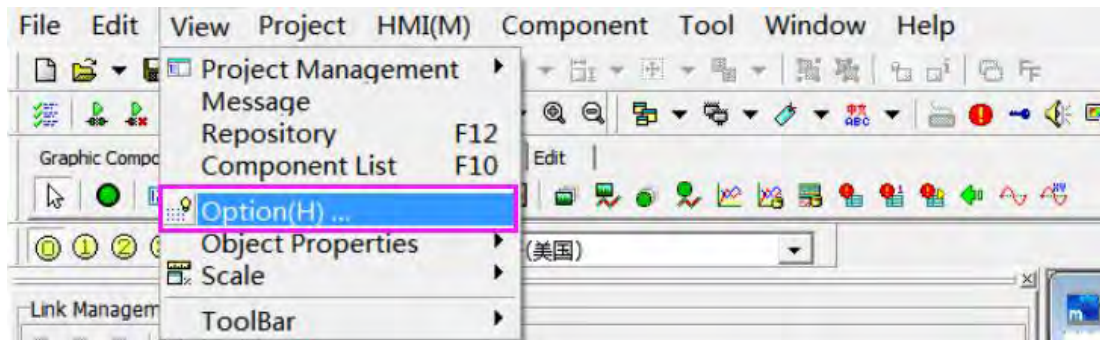 File Edit View Project HMI(M) Component Tool Window Help
Project Management
Message
Repository F12
Component List F10
Graphic Compo
Edit
Option(H) ...
Object Properties
(美国)
Scale
Link Managem
ToolBar